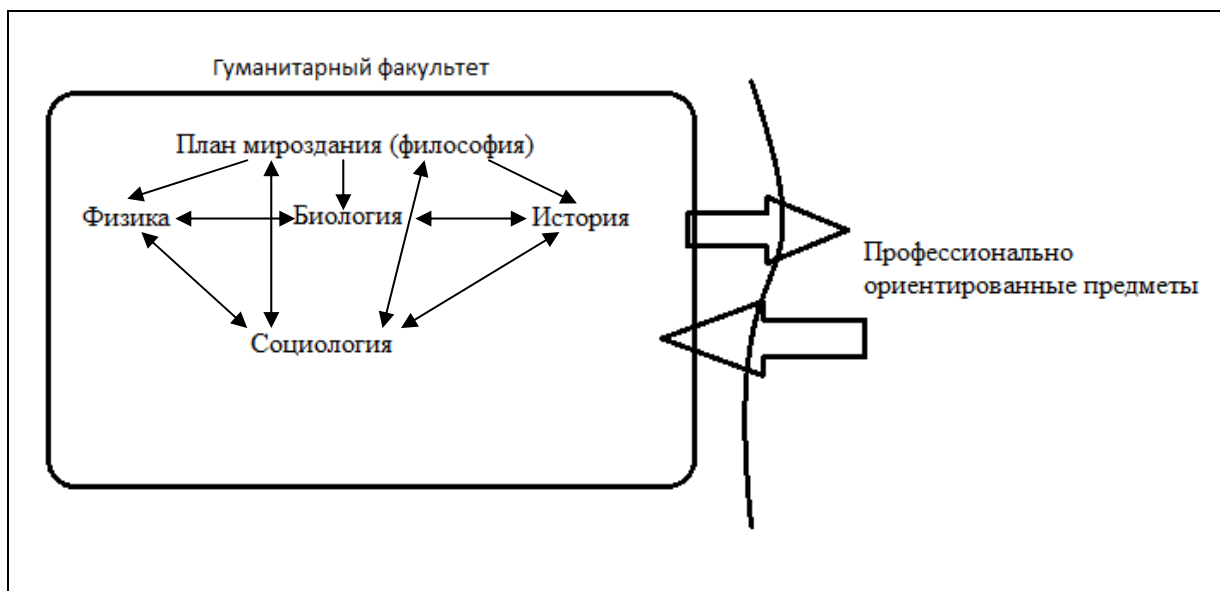 Гуманитарный факультет
План мироздания (философия)
Физика
Биология
История
Социология
Профессионально
ориентированные предметы